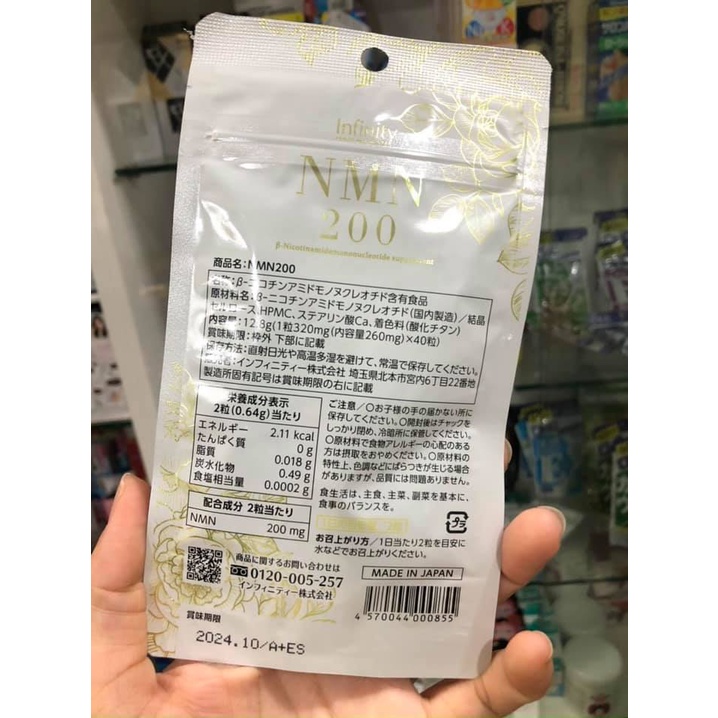 Infinity
NMN
200
β-Nicotinamidemononucleotide supplement
商品名：NMN200
名称：β-ニコチンアミドモノヌクレオチド含有食品
原材料名：β-ニコチンアミドモノヌクレオチド（国内製造）／結晶
セルロース、HPMC、ステアリン酸Ca、着色料（酸化チタン）
内容量：12.8g（1粒320mg（内容量260mg）×40粒）
賞味期限：枠外 下部に記載
保存方法：直射日光や高温多湿を避けて、常温で保存してください。
販売者：インフィニティー株式会社 埼玉県北本市宮内6丁目22番地
製造所固有記号は賞味期限の右に記載
栄養成分表示
2粒（0.64g）当たり
エネルギー 2.11 kcal
たんぱく質 0 g
脂質 0.018 g
炭水化物 0.49 g
食塩相当量 0.0002 g
配合成分 2粒当たり
NMN 200 mg
ご注意／○お子様の手の届かない所に
保存してください。○開封後はチャックを
しっかり閉め、冷暗所に保管してください。
○原材料で食物アレルギーの心配のある
方は摂取をおやめください。○原材料の
特性上、色調などにばらつきが生じる場合
がありますが、品質には問題ありません。
食生活は、主食、主菜、副菜を基本に、
食事のバランスを。
プラ
お召上がり方／1日当たり2粒を目安に
水などでお召上がりください。
商品に関するお問い合わせは
0120-005-257
インフィニティー株式会社
MADE IN JAPAN
4 570044 000855
賞味期限
2024.10/A+ES